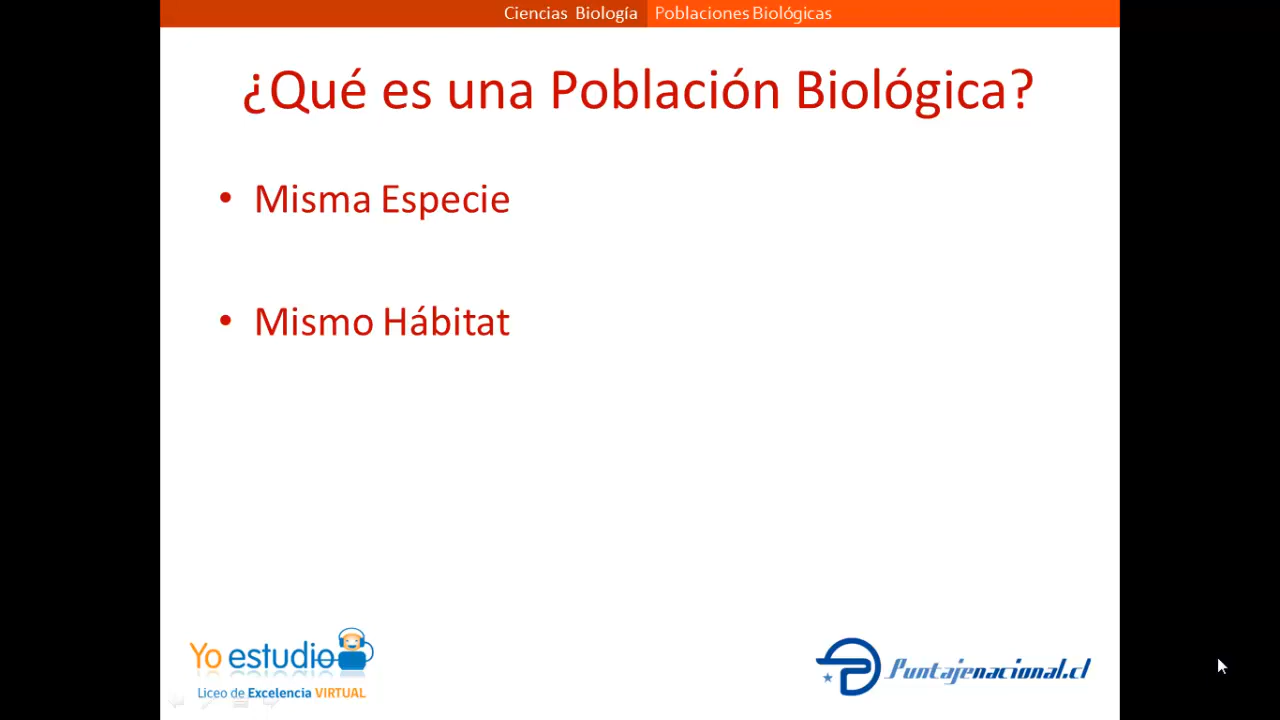 Ciencias Biología Poblaciones Biológicas
¿Qué es una Población Biológica?
• Misma Especie
• Mismo Hábitat
Yo estudio
Liceo de Excelencia VIRTUAL
Puntajenacional.cl